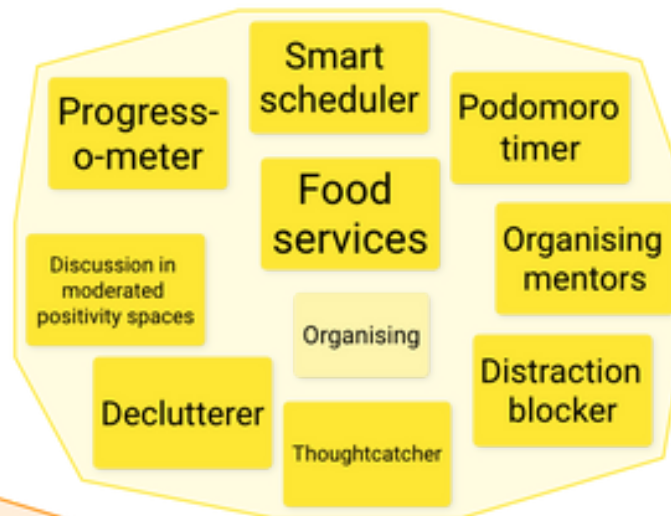 Smart
scheduler
Progress-
o-meter
Podomoro
timer
Food
services
Organising
mentors
Discussion in
moderated
positivity spaces
Organising
Distraction
blocker
Declutterer
Thoughtcatcher